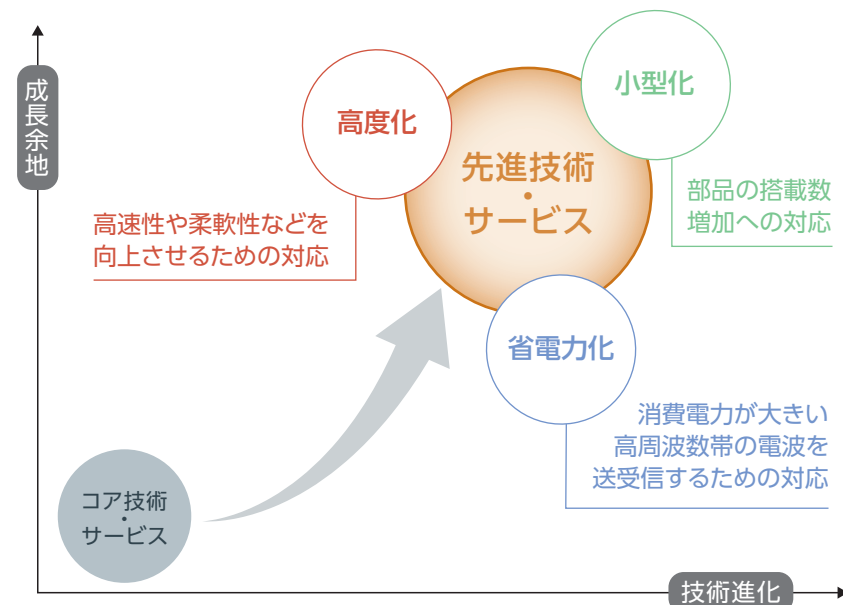 成長余地
高度化
小型化
先進技術
・
サービス
部品の搭載数
増加への対応
高速性や柔軟性などを
向上させるための対応
省電力化
消費電力が大きい
高周波数帯の電波を
送受信するための対応
コア技術
・
サービス
技術進化